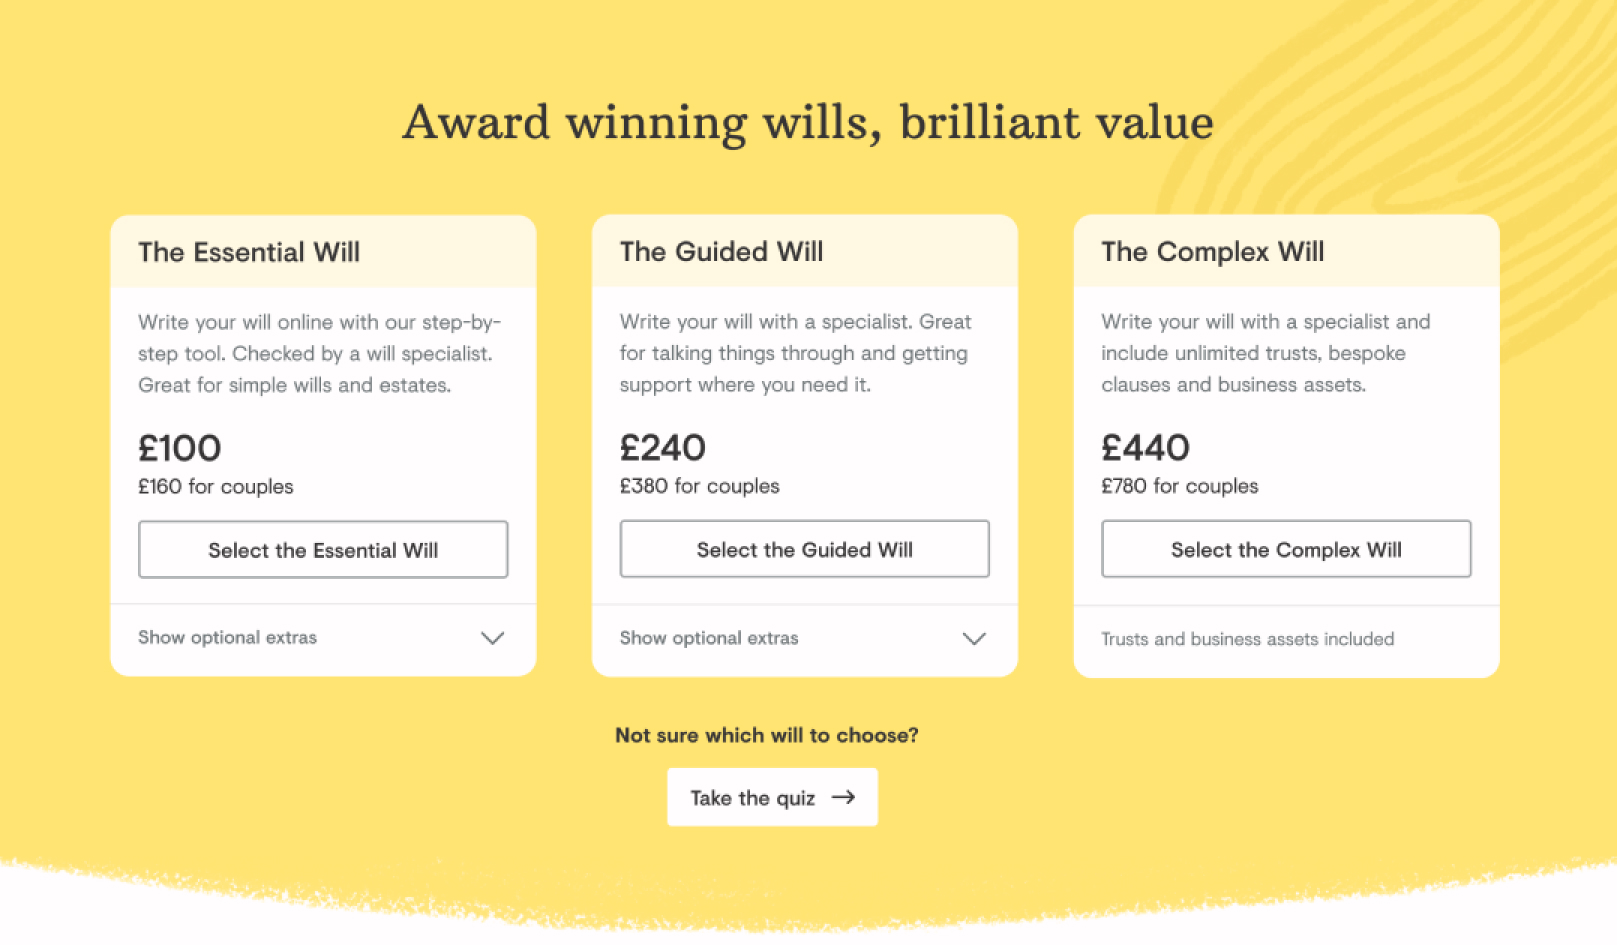 Award winning wills, brilliant value
The Essential Will
Write your will online with our step-by-
step tool. Checked by a will specialist.
Great for simple wills and estates.
£100
£160 for couples
Select the Essential Will
Show optional extras
The Guided Will
Write your will with a specialist. Great
for talking things through and getting
support where you need it.
£240
£380 for couples
Select the Guided Will
Show optional extras
The Complex Will
Write your will with a specialist and
include unlimited trusts, bespoke
clauses and business assets.
£440
£780 for couples
Select the Complex Will
Trusts and business assets included
Not sure which will to choose?
Take the quiz →